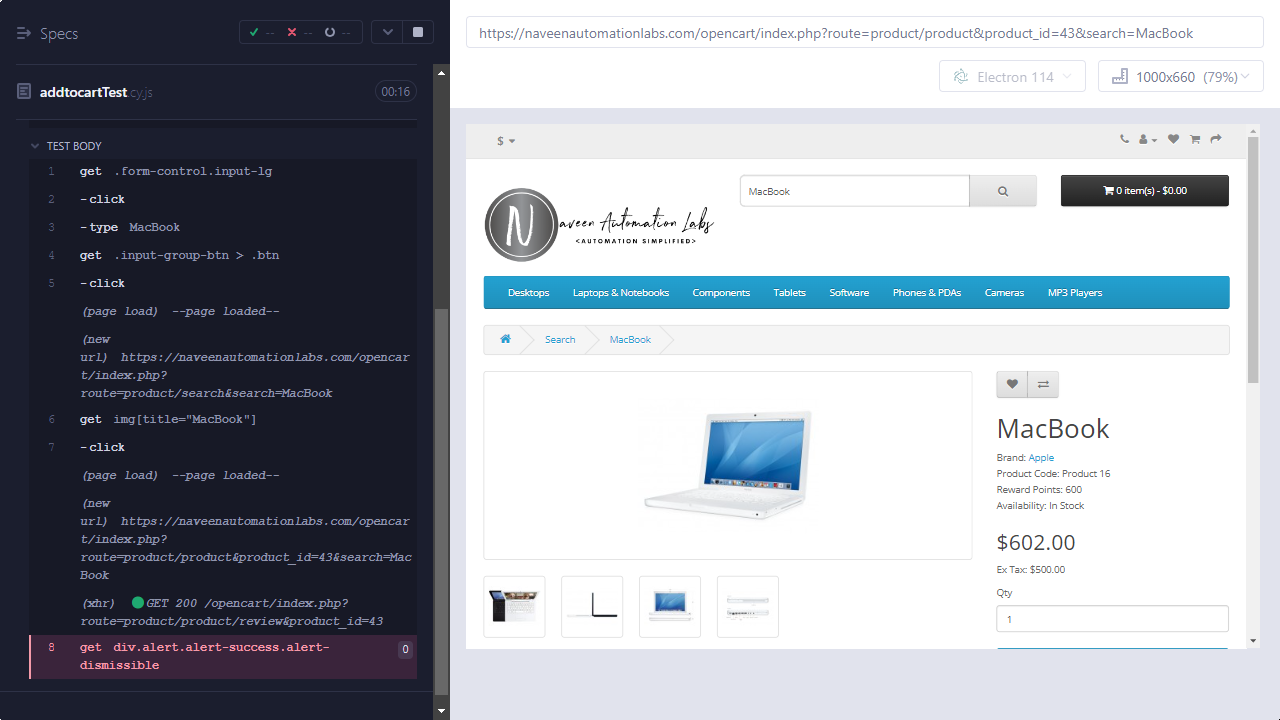 Specs
-- -- --
addtocartTest.cy.js
00:16
TEST BODY
1 get .form-control.input-lg
2 -click
3 -type MacBook
4 get .input-group-btn > .btn
5 -click
(page load) --page loaded--
(new
url) https://naveenautomationlabs.com/opencar
t/index.php?
route=product/search&search=MacBook
6 get img[title="MacBook"]
7 -click
(page load) --page loaded--
(new
url) https://naveenautomationlabs.com/opencar
t/index.php?
route=product/product&product_id=43&search=Mac
Book
(xhr) GET 200 /opencart/index.php?
route=product/product/review&product_id=43
8 get div.alert.alert-success.alert-
dismissible
0
https://naveenautomationlabs.com/opencart/index.php?route=product/product&product_id=43&search=MacBook
Electron 114
1000x660 (79%)
$
N
aveen Automation Labs
<AUTOMATION SIMPLIFIED>
MacBook
0 item(s) - $0.00
Desktops Laptops & Notebooks Components Tablets Software Phones & PDAs Cameras MP3 Players
Search MacBook
MacBook
Brand: Apple
Product Code: Product 16
Reward Points: 600
Availability: In Stock
$602.00
Ex Tax: $500.00
Qty
1